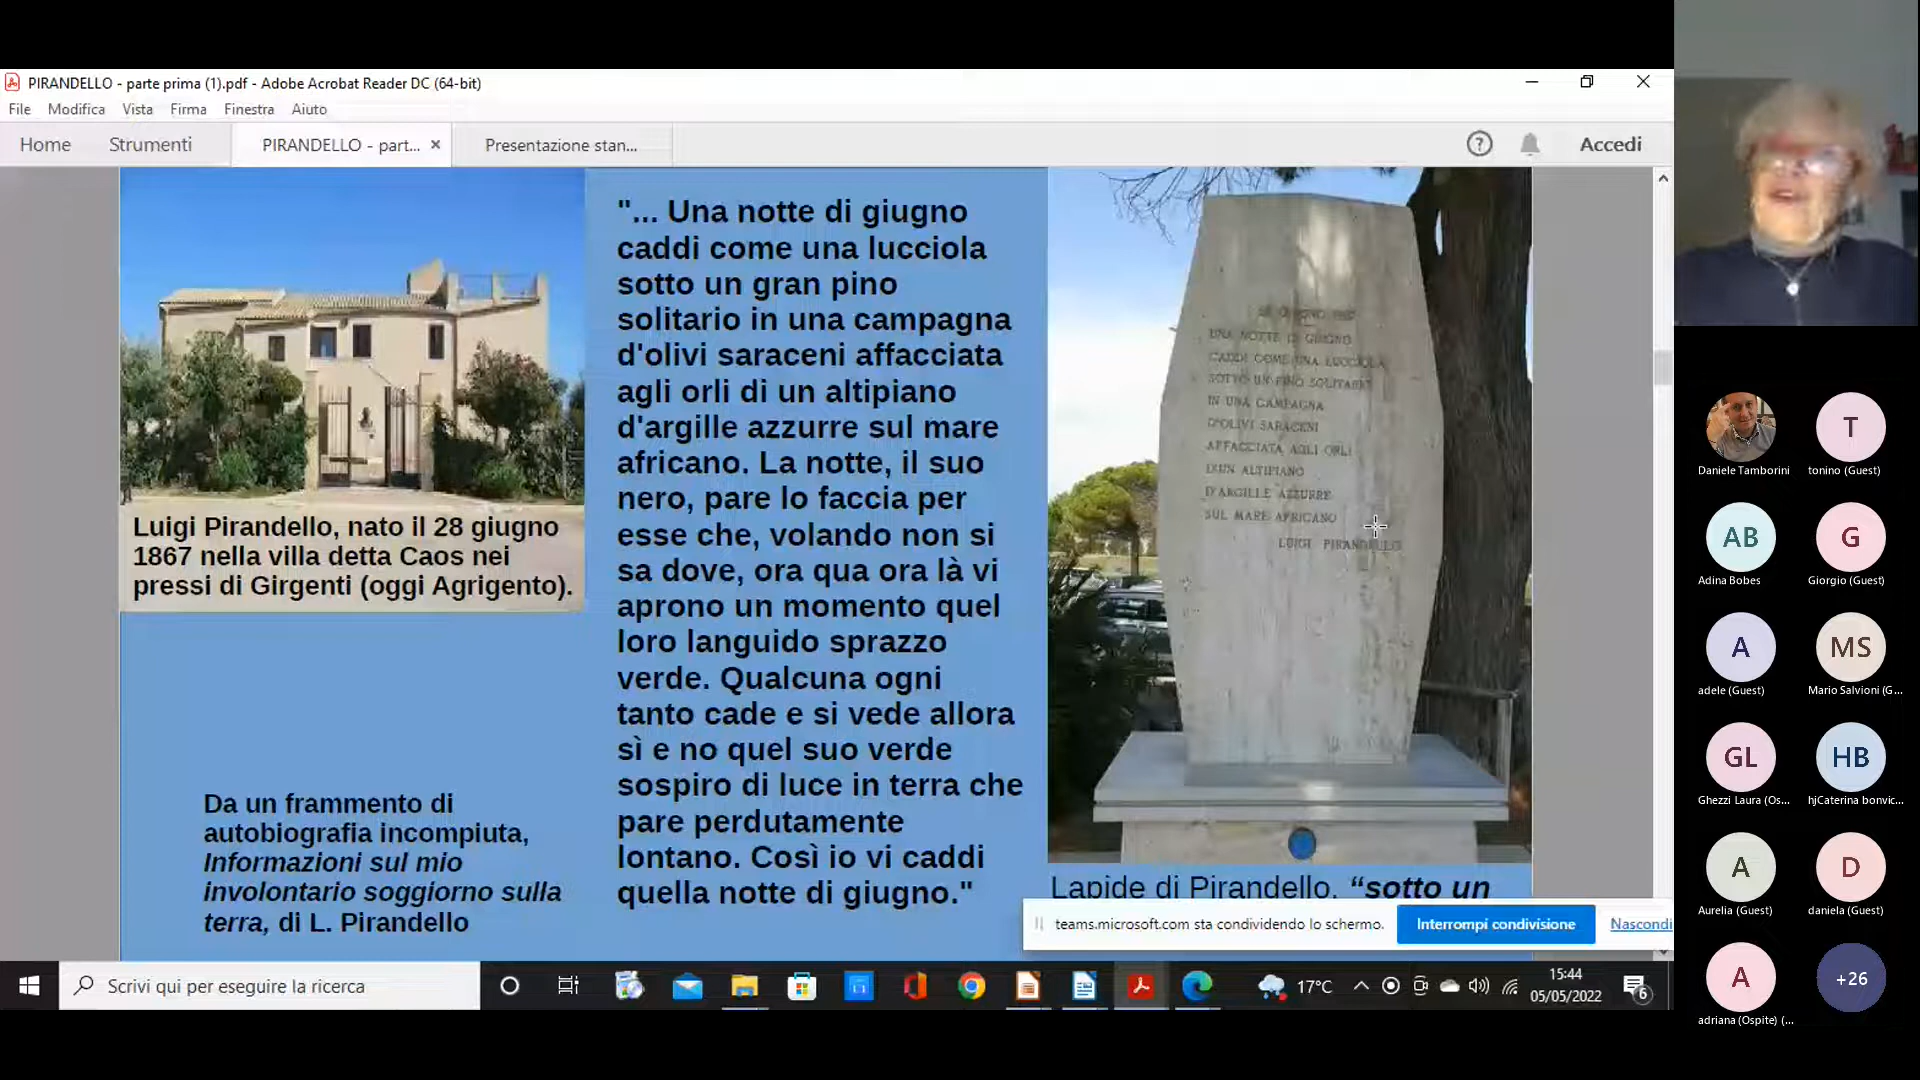 PIRANDELLO - parte prima (1).pdf - Adobe Acrobat Reader DC (64-bit)
File Modifica Vista Firma Finestra Aiuto
Home Strumenti PIRANDELLO - part... Presentazione stan... Accedi
Luigi Pirandello, nato il 28 giugno
1867 nella villa detta Caos nei
pressi di Girgenti (oggi Agrigento).
Da un frammento di
autobiografia incompiuta,
Informazioni sul mio
involontario soggiorno sulla
terra, di L. Pirandello
"... Una notte di giugno
caddi come una lucciola
sotto un gran pino
solitario in una campagna
d'olivi saraceni affacciata
agli orli di un altipiano
d'argille azzurre sul mare
africano. La notte, il suo
nero, pare lo faccia per
esse che, volando non si
sa dove, ora qua ora là vi
aprono un momento quel
loro languido sprazzo
verde. Qualcuna ogni
tanto cade e si vede allora
sì e no quel suo verde
sospiro di luce in terra che
pare perdutamente
lontano. Così io vi caddi
quella notte di giugno."
UNA NOTTE DI GIUGNO
CADDI COME UNA LUCCIOLA
SOTTO UN PINO SOLITARIO
IN UNA CAMPAGNA
D'OLIVI SARACENI
AFFACCIATA AGLI ORLI
D'UN ALTIPIANO
D'ARGILLE AZZURRE
SUL MARE AFRICANO
LUIGI PIRANDELLO
Lapide di Pirandello, “sotto un
teams.microsoft.com sta condividendo lo schermo. Interrompi condivisione Nascondi
Scrivi qui per eseguire la ricerca
17°C
15:44
05/05/2022
6
Daniele Tamborini
T
tonino (Guest)
AB
Adina Bobes
G
Giorgio (Guest)
A
adele (Guest)
MS
Mario Salvioni (G...
GL
Ghezzi Laura (Os...
HB
hjCaterina bonvic...
A
Aurelia (Guest)
D
daniela (Guest)
A
adriana (Ospite) (...
+26